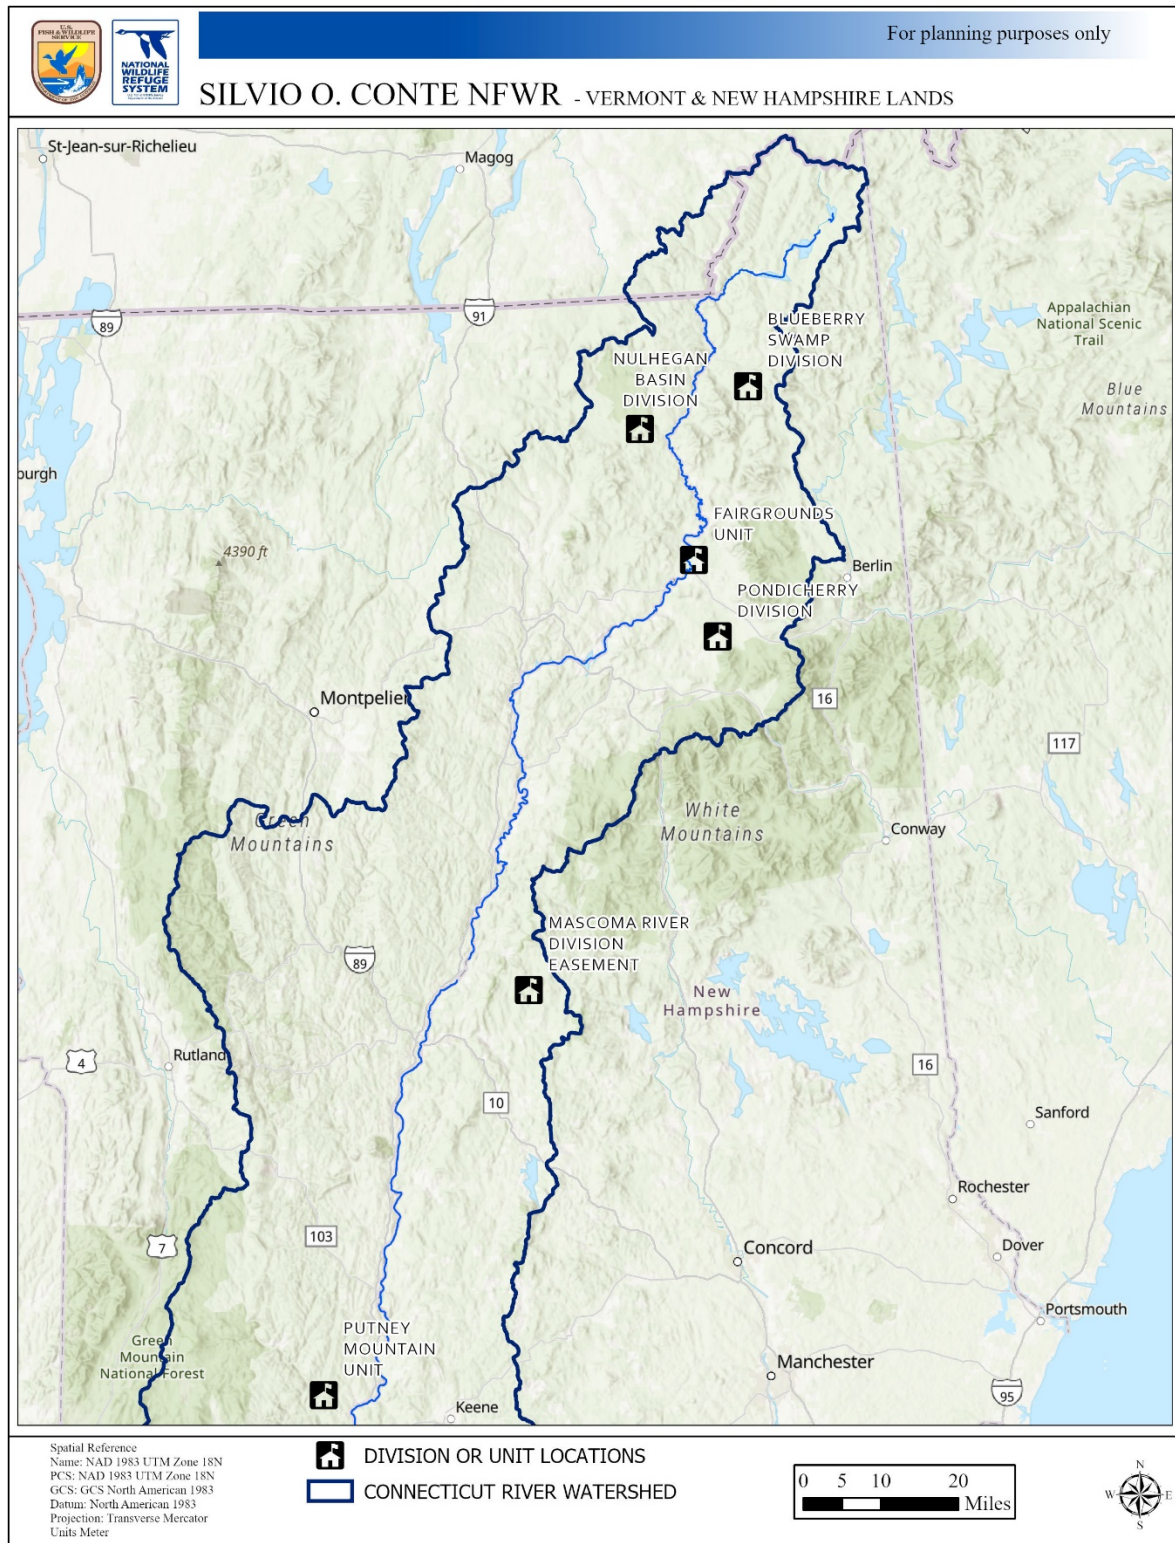 U.S.
FISH & WILDLIFE
SERVICE
NATIONAL
WILDLIFE
REFUGE
SYSTEM
For planning purposes only
SILVIO O. CONTE NFWR - VERMONT & NEW HAMPSHIRE LANDS
St-Jean-sur-Richelieu
Magog
89
91
BLUEBERRY
SWAMP
DIVISION
Appalachian
National Scenic
Trail
NULHEGAN
BASIN
DIVISION
Blue
Mountains
burgh
FAIRGROUNDS
UNIT
4390 ft
Berlin
PONDICHERRY
DIVISION
Montpelier
16
117
White
Mountains
Green
Mountains
Conway
MASCOMA RIVER
DIVISION
EASEMENT
89
New
Hampshire
Rutland
4
16
10
Sanford
Rochester
103
7
Concord
Dover
Portsmouth
PUTNEY
MOUNTAIN
UNIT
Green
Mountain
National Forest
Manchester
95
Keene
Spatial Reference
Name: NAD 1983 UTM Zone 18N
PCS: NAD 1983 UTM Zone 18N
GCS: GCS North American 1983
Datum: North American 1983
Projection: Transverse Mercator
Units Meter
DIVISION OR UNIT LOCATIONS
CONNECTICUT RIVER WATERSHED
0 5 10 20
Miles
N
W E
S